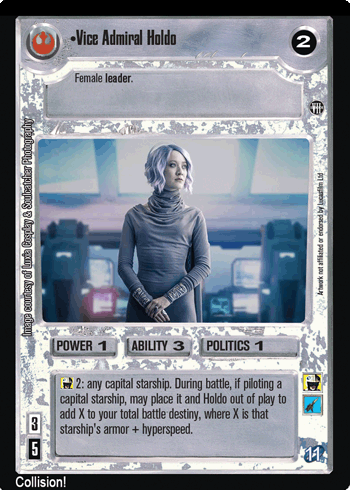 •Vice Admiral Holdo
2
Female leader.
VII
Image courtesy of Louis Cosplay & Soulcatcher Photography
Artwork not affiliated or endorsed by Lucasfilm Ltd
POWER 1
ABILITY 3
POLITICS 1
2: any capital starship. During battle, if piloting a
capital starship, may place it and Holdo out of play to
add X to your total battle destiny, where X is that
starship's armor + hyperspeed.
3
5
11
Collision!